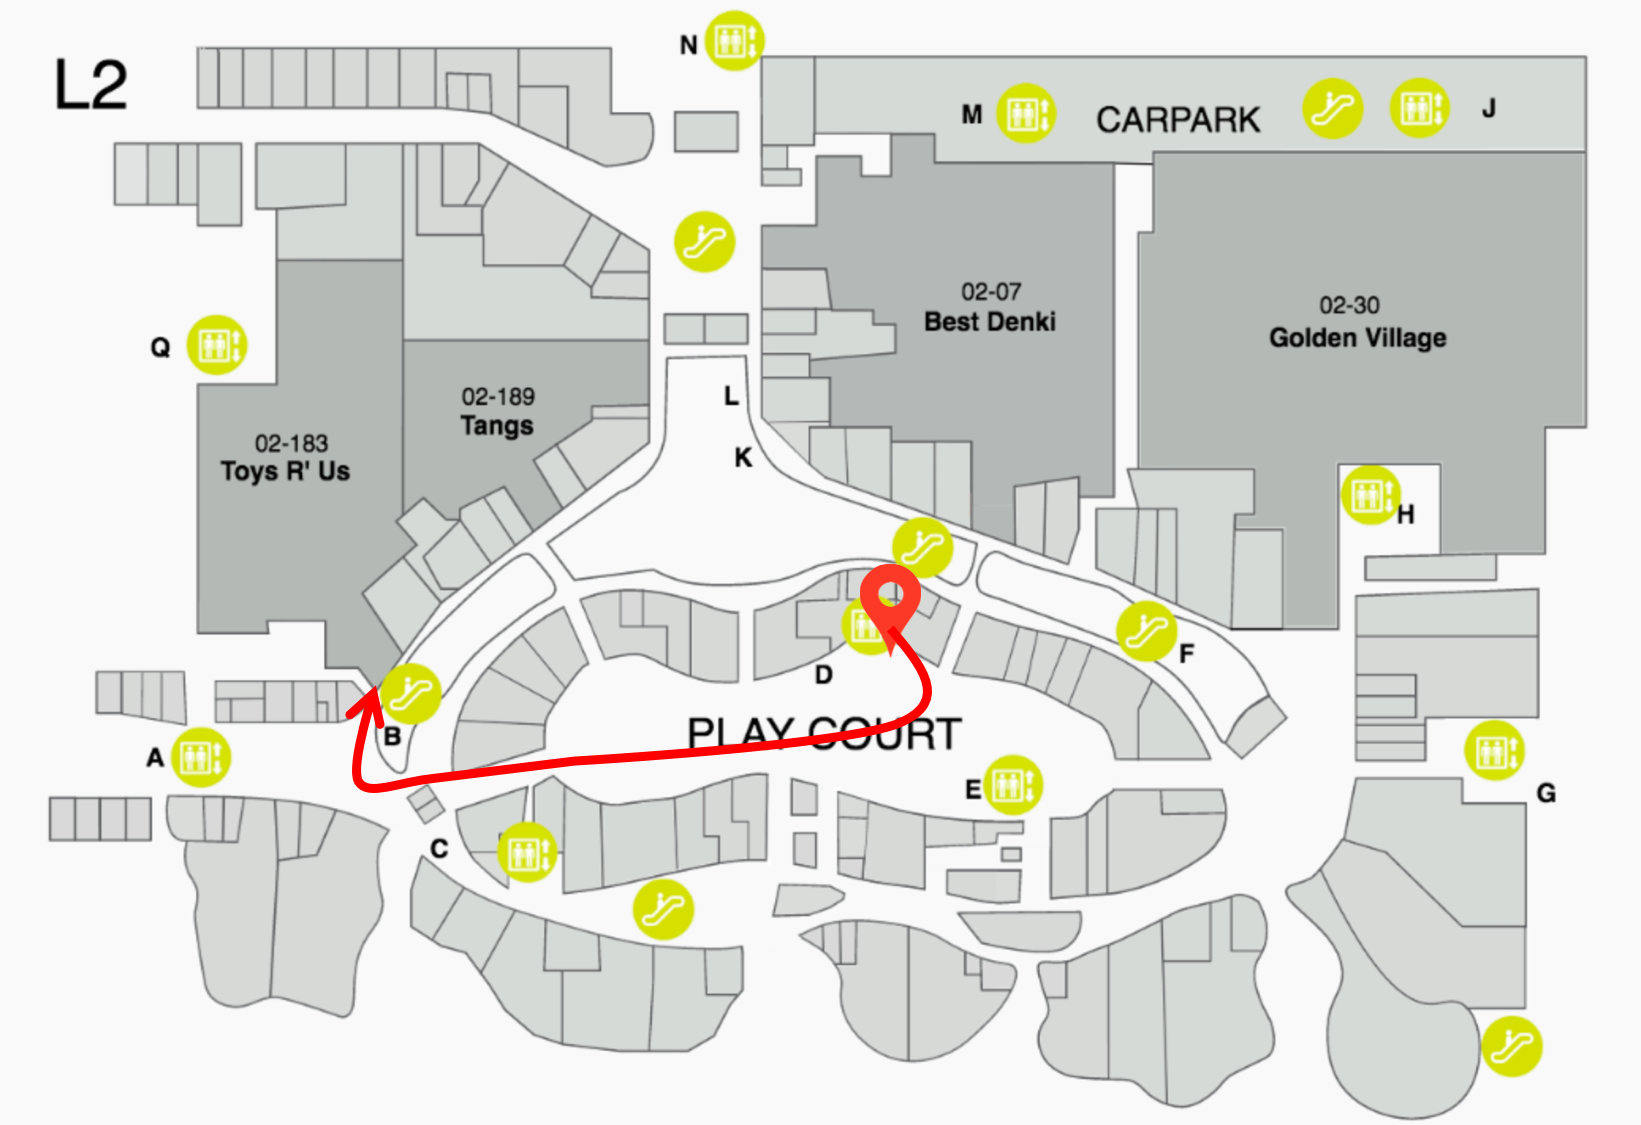 L2
N
M
CARPARK
J
02-07
Best Denki
02-30
Golden Village
Q
02-189
Tangs
L
02-183
Toys R' Us
K
H
F
D
B
PLAY COURT
A
E
G
C